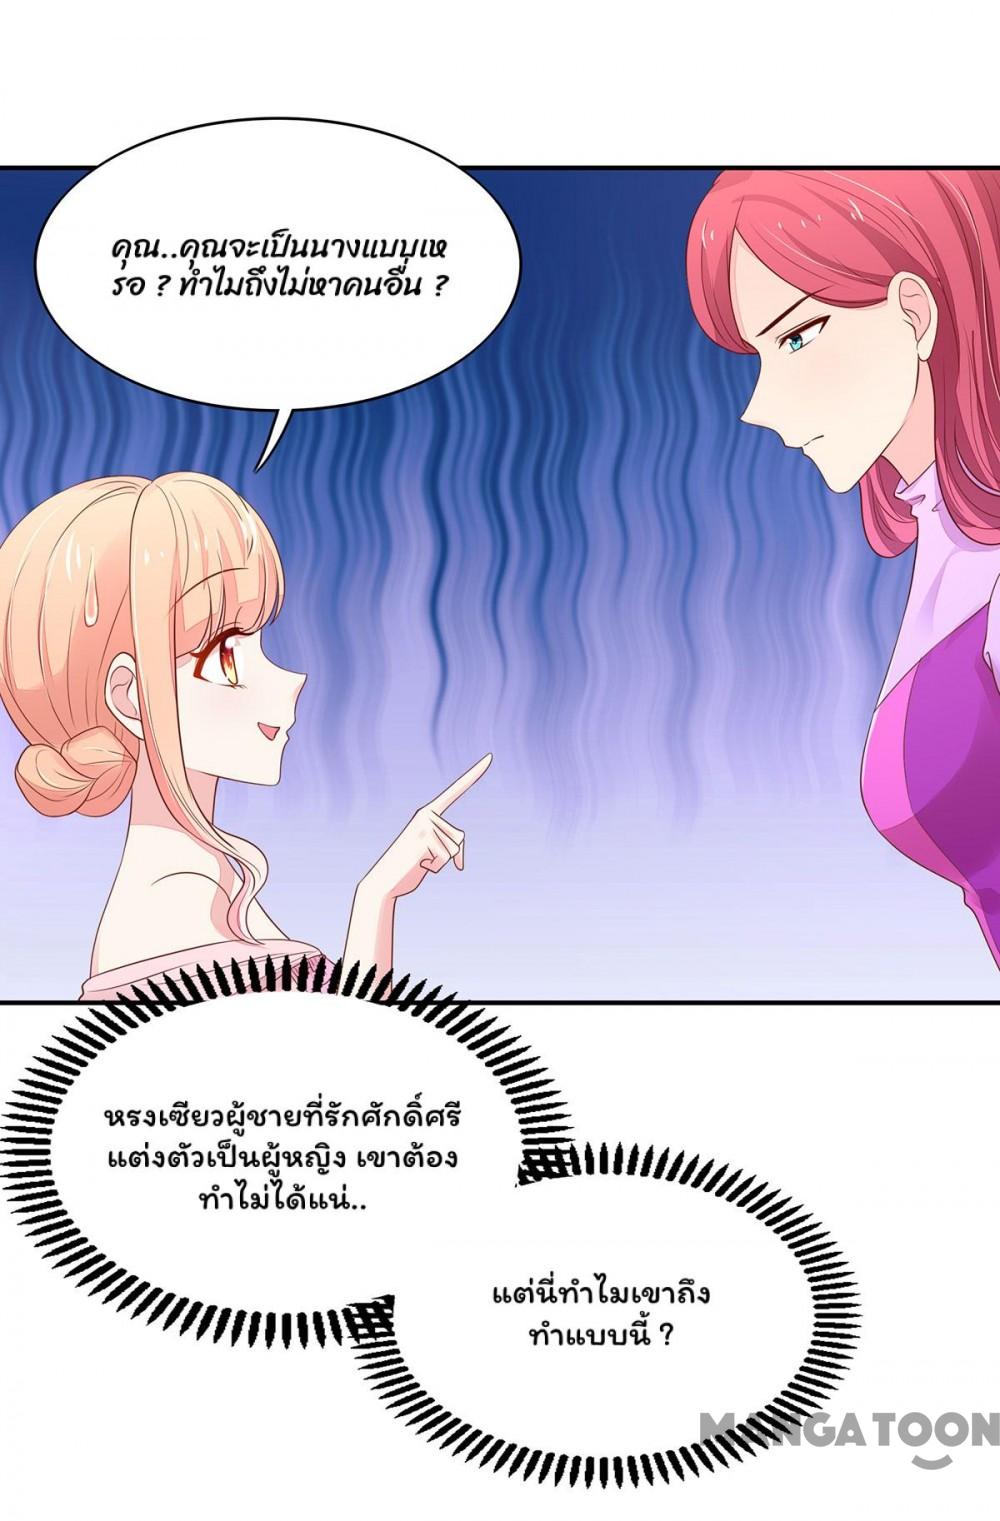 คุณ..คุณจะเป็นนางแบบเห
รอ ? ทำไมถึงไม่หาคนอื่น ?
หรงเซียวผู้ชายที่รักศักดิ์ศรี
แต่งตัวเป็นผู้หญิง เขาต้อง
ทำไม่ได้แน่..
แต่นี่ทำไมเขาถึง
ทำแบบนี้ ?
MANGATOON